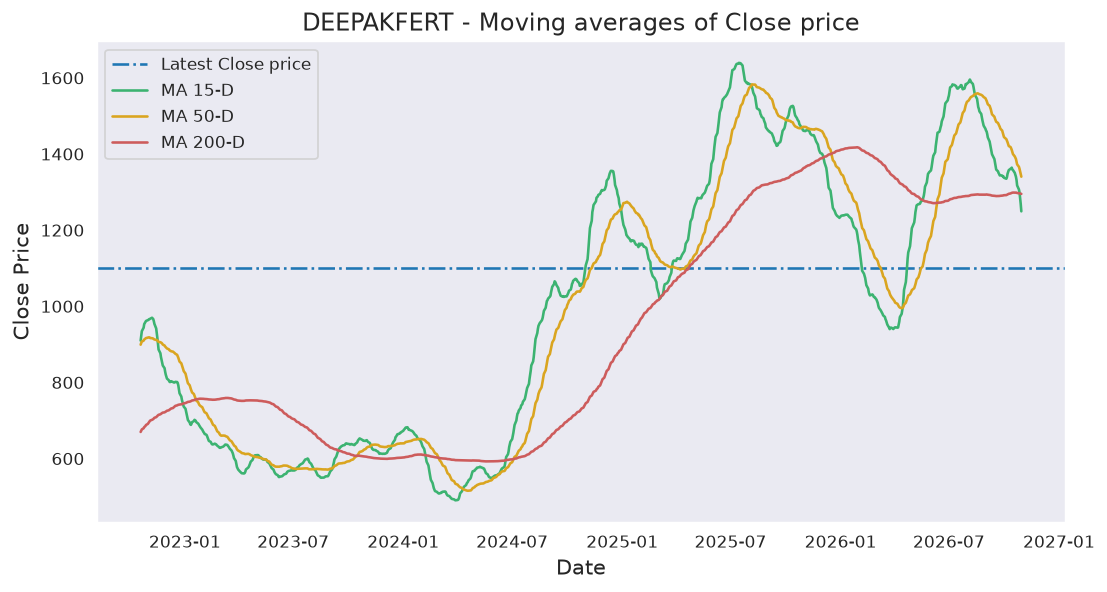 DEEPAKFERT - Moving averages of Close price
Latest Close price
MA 15-D
MA 50-D
MA 200-D
Close Price
1600
1400
1200
1000
800
600
2023-01
2023-07
2024-01
2024-07
2025-01
2025-07
2026-01
2026-07
2027-01
Date